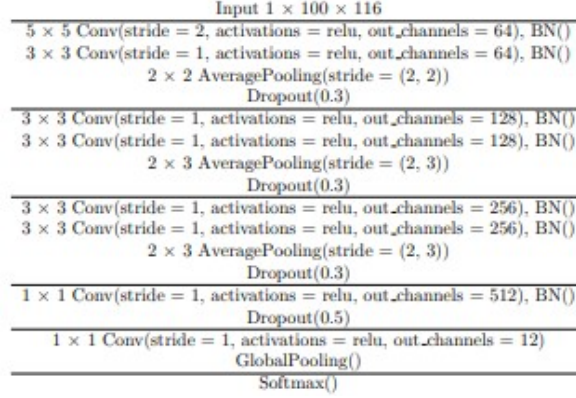 Input 1 × 100 × 116
5 × 5 Conv(stride = 2, activations = relu, out_channels = 64), BN()
3 × 3 Conv(stride = 1, activations = relu, out_channels = 64), BN()
2 × 2 AveragePooling(stride = (2, 2))
Dropout(0.3)
3 × 3 Conv(stride = 1, activations = relu, out_channels = 128), BN()
3 × 3 Conv(stride = 1, activations = relu, out_channels = 128), BN()
2 × 3 AveragePooling(stride = (2, 3))
Dropout(0.3)
3 × 3 Conv(stride = 1, activations = relu, out_channels = 256), BN()
3 × 3 Conv(stride = 1, activations = relu, out_channels = 256), BN()
2 × 3 AveragePooling(stride = (2, 3))
Dropout(0.3)
1 × 1 Conv(stride = 1, activations = relu, out_channels = 512), BN()
Dropout(0.5)
1 × 1 Conv(stride = 1, activations = relu, out_channels = 12)
GlobalPooling()
Softmax()